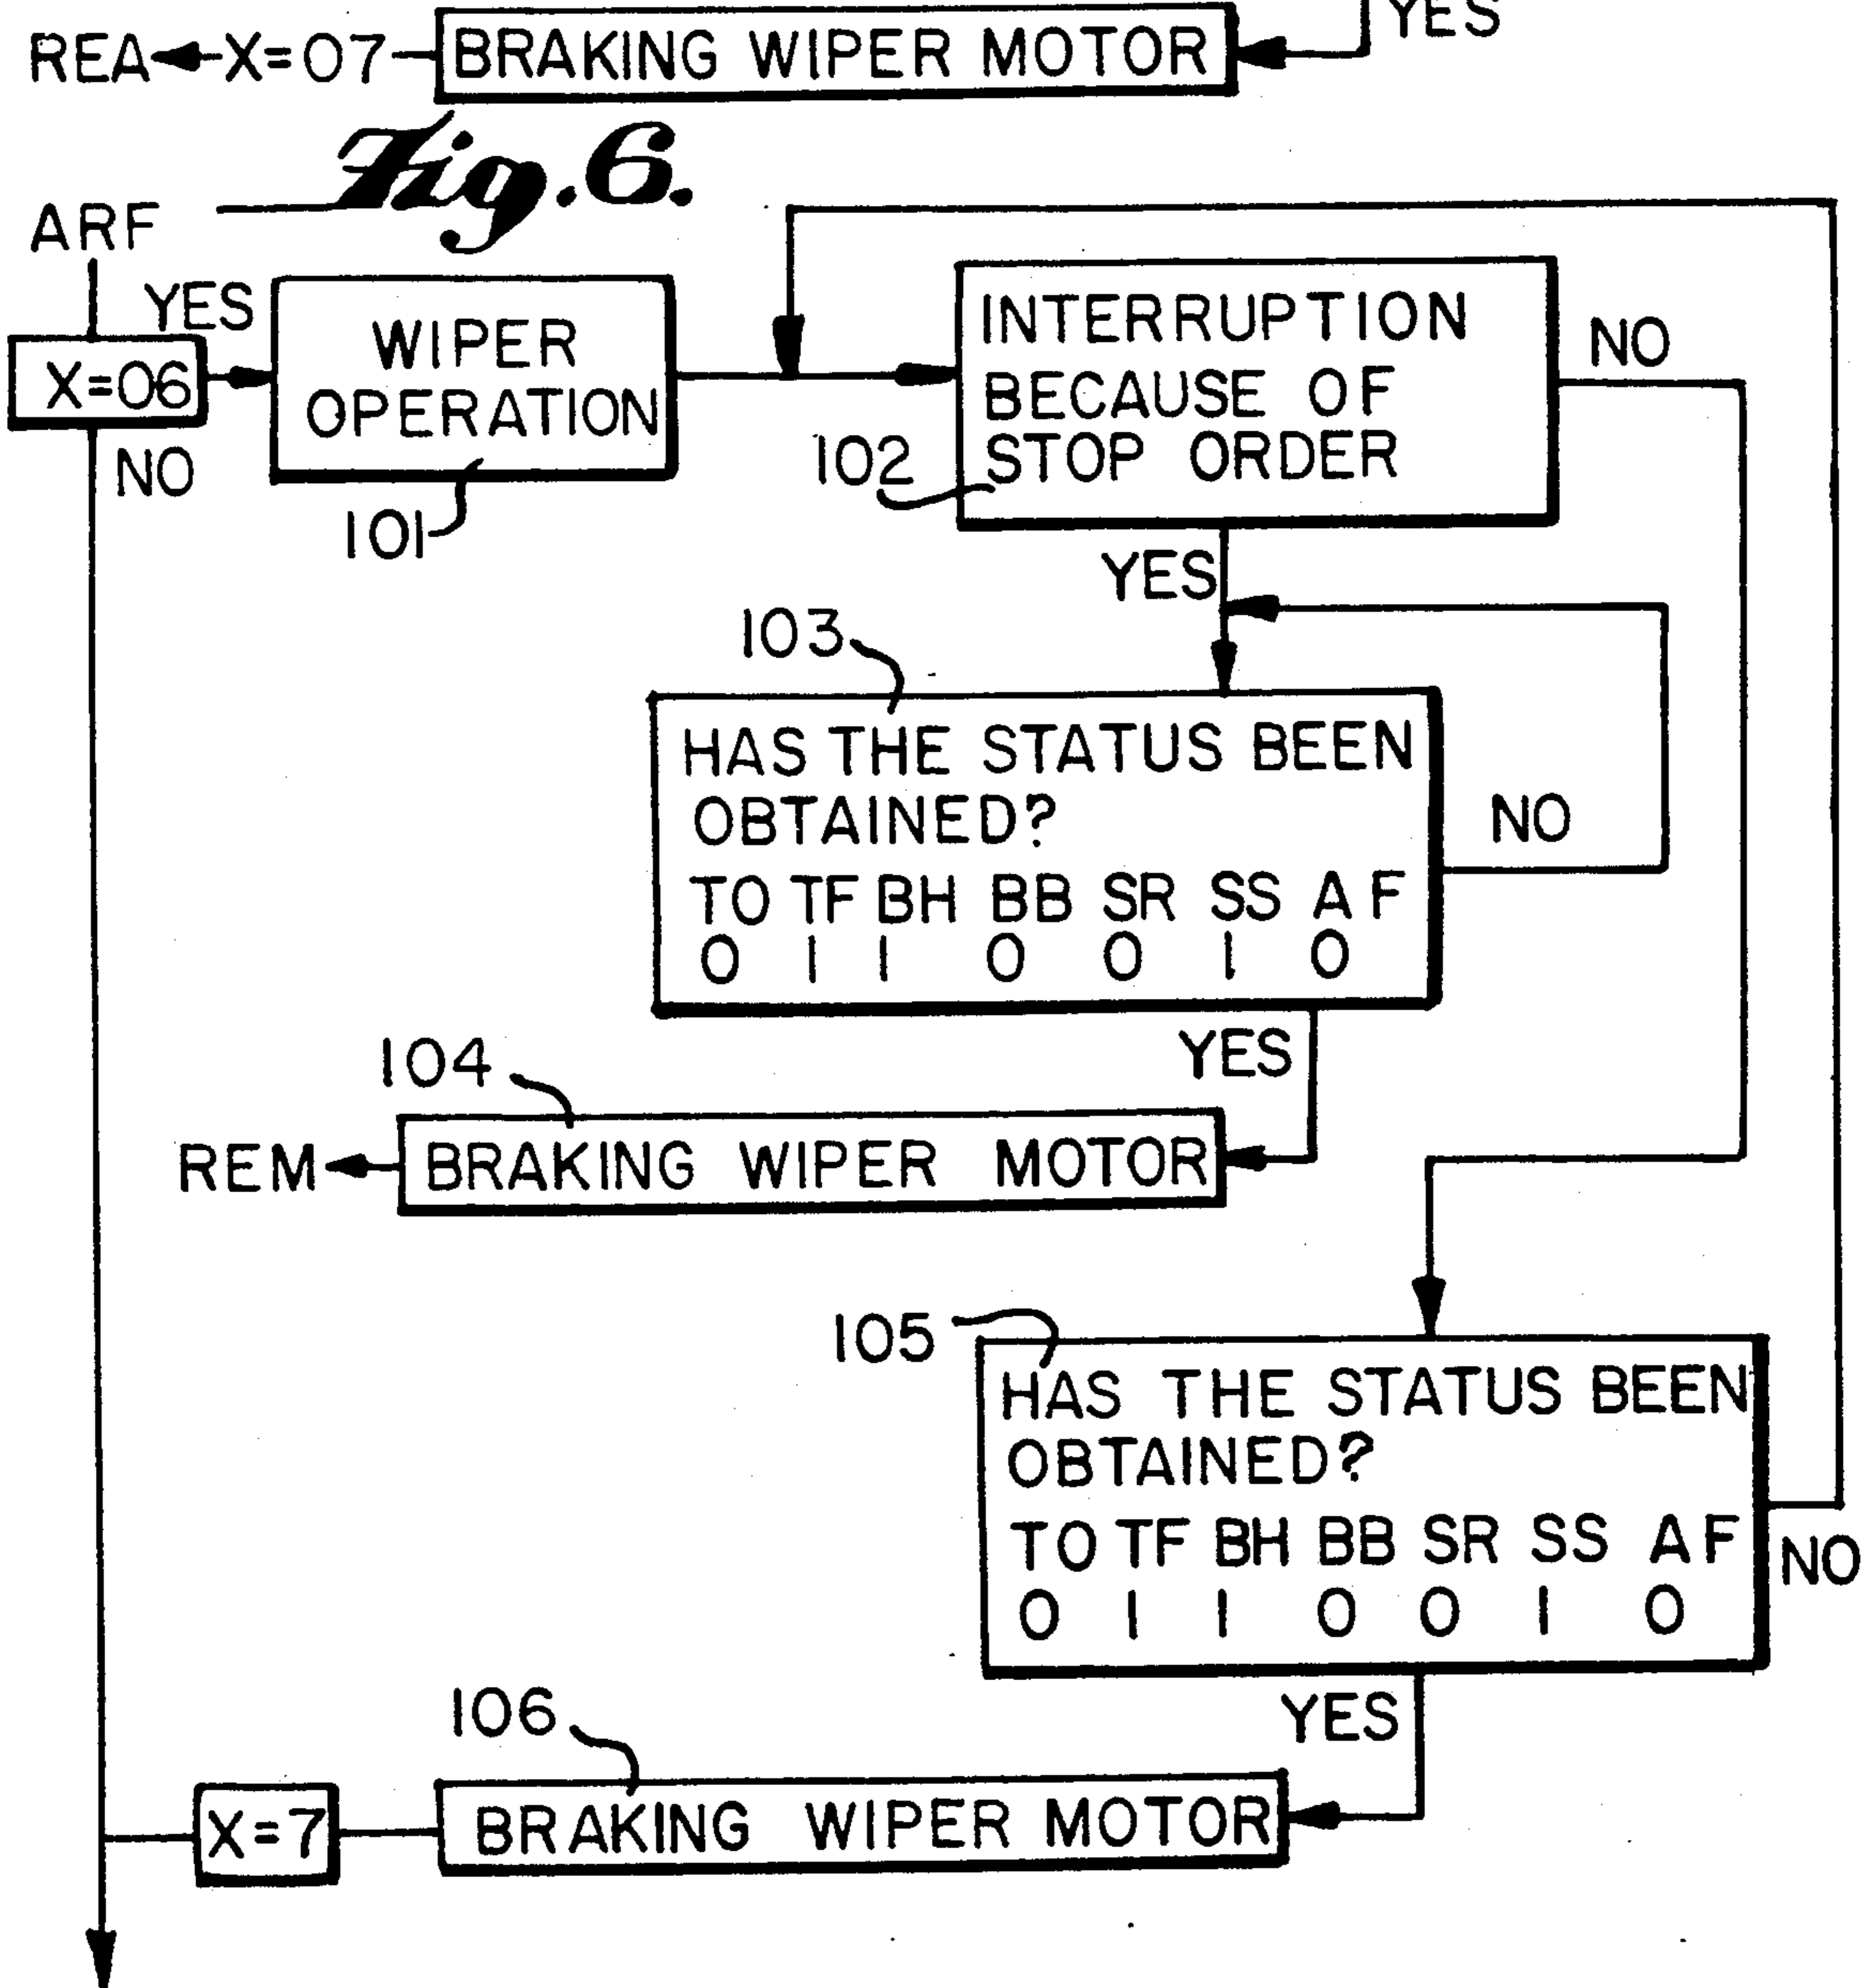 YES
REA X=07 BRAKING WIPER MOTOR
Fig. 6.
ARF
YES
X=06
NO
WIPER
OPERATION
101
INTERRUPTION
BECAUSE OF
STOP ORDER
102
NO
YES
103
HAS THE STATUS BEEN
OBTAINED?
TO TF BH BB SR SS AF
0 1 1 0 0 1 0
NO
YES
104
REM BRAKING WIPER MOTOR
105
HAS THE STATUS BEEN
OBTAINED?
TO TF BH BB SR SS AF
0 1 1 0 0 1 0
NO
YES
106
X=7 BRAKING WIPER MOTOR